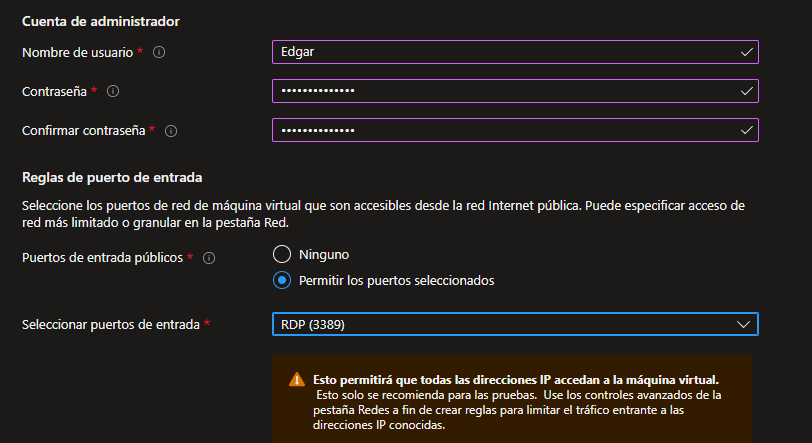 Cuenta de administrador
Nombre de usuario * Edgar
Contraseña * ••••••••••••••
Confirmar contraseña * ••••••••••••••
Reglas de puerto de entrada
Seleccione los puertos de red de máquina virtual que son accesibles desde la red Internet pública. Puede especificar acceso de
red más limitado o granular en la pestaña Red.
Puertos de entrada públicos * Ninguno
Permitir los puertos seleccionados
Seleccionar puertos de entrada * RDP (3389)
Esto permitirá que todas las direcciones IP accedan a la máquina virtual.
Esto solo se recomienda para las pruebas. Use los controles avanzados de la
pestaña Redes a fin de crear reglas para limitar el tráfico entrante a las
direcciones IP conocidas.